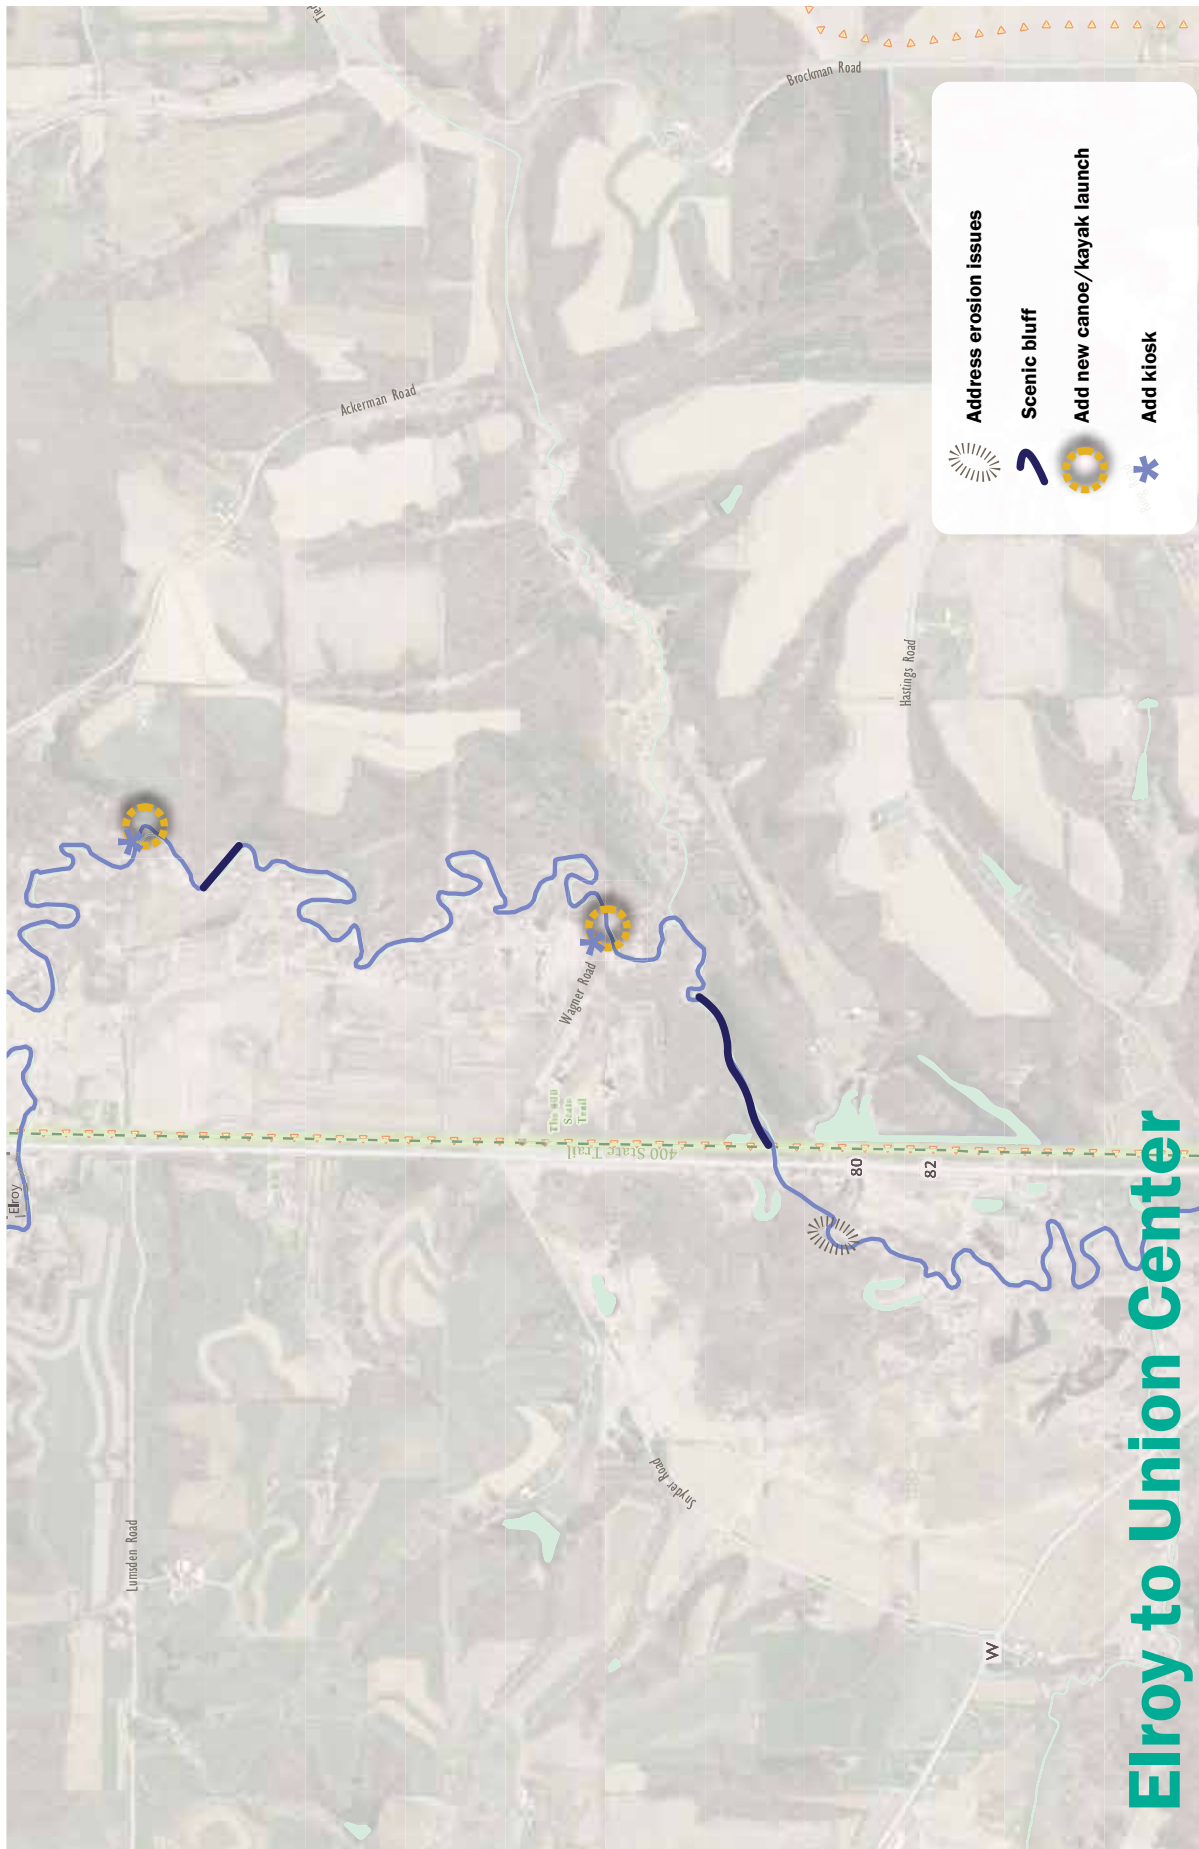 Elroy to Union Center
Address erosion issues
Scenic bluff
Add new canoe/kayak launch
Add kiosk
Brockman Road
Ackerman Road
Hastings Road
Wagner Road
The 400
State
Trail
400 State Trail
Elroy
80
82
Snyder Road
Lumsden Road
W